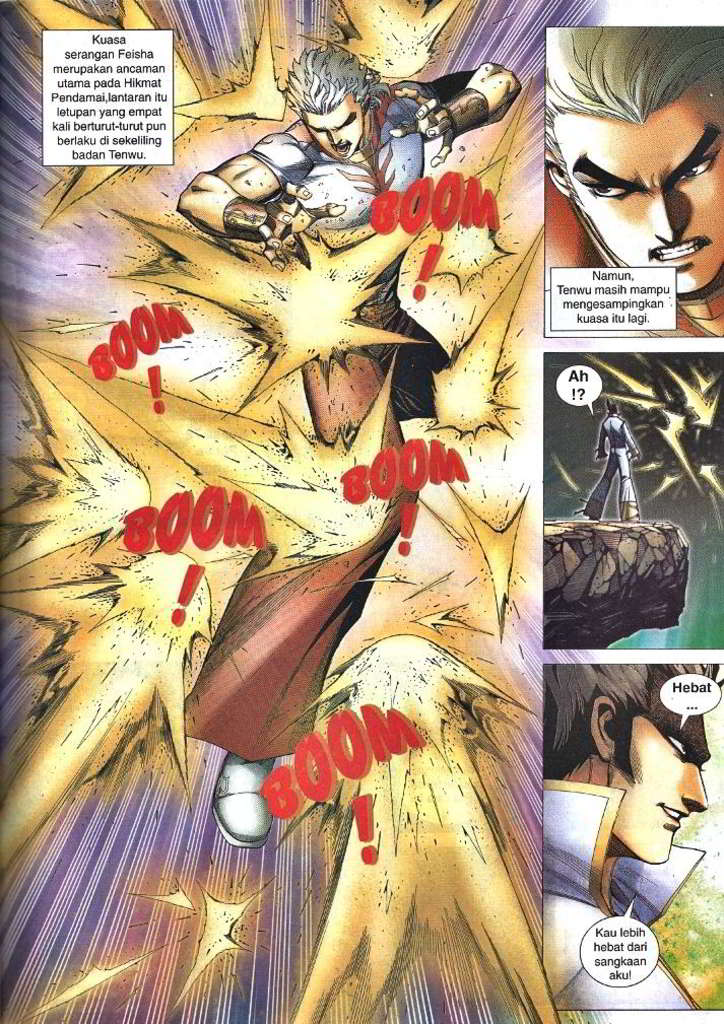 Kuasa
serangan Feisha
merupakan ancaman
utama pada Hikmat
Pendamai,lantaran itu
letupan yang empat
kali berturut-turut pun
berlaku di sekeliling
badan Tenwu.
BOOM
!
BOOM
!
BOOM
!
BOOM
!
BOOM
!
Namun,
Tenwu masih mampu
mengesampingkan
kuasa itu lagi.
Ah
!?
Hebat
...
Kau lebih
hebat dari
sangkaan
aku!